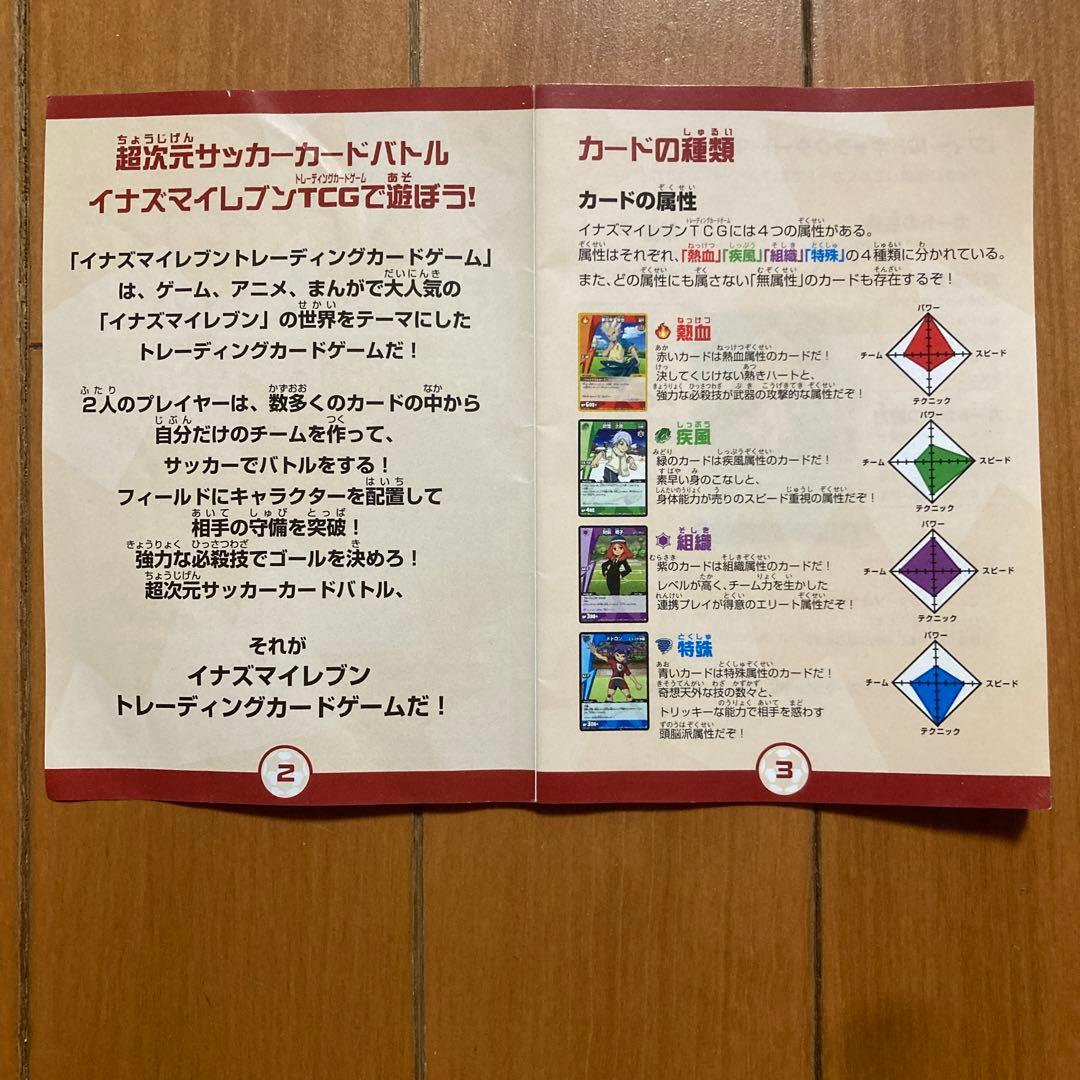 超次元サッカーカードバトル
イナズマイレブンTCGで遊ぼう!
「イナズマイレブントレーディングカードゲーム」
は、ゲーム、アニメ、まんがで大人気の
「イナズマイレブン」の世界をテーマにした
トレーディングカードゲームだ！
2人のプレイヤーは、数多くのカードの中から
自分だけのチームを作って、
サッカーでバトルをする！
フィールドにキャラクターを配置して
相手の守備を突破！
強力な必殺技でゴールを決めろ！
超次元サッカーカードバトル、
それが
イナズマイレブン
トレーディングカードゲームだ！
2
カードの種類
カードの属性
イナズマイレブンTCGには4つの属性がある。
属性はそれぞれ、「熱血」「疾風」「組織」「特殊」の4種類に分かれている。
また、どの属性にも属さない「無属性」のカードも存在するぞ！
熱血
赤いカードは熱血属性のカードだ！
決してくじけない熱きハートと、
強力な必殺技が武器の攻撃的な属性だぞ！
パワー
チーム
スピード
テクニック
疾風
緑のカードは疾風属性のカードだ！
素早い身のこなしと、
身体能力が売りのスピード重視の属性だぞ！
パワー
チーム
スピード
テクニック
組織
紫のカードは組織属性のカードだ！
レベルが高く、チーム力を生かした
連携プレイが得意のエリート属性だぞ！
パワー
チーム
スピード
テクニック
特殊
青いカードは特殊属性のカードだ！
奇想天外な技の数々と、
トリッキーな能力で相手を惑わす
頭脳派属性だぞ！
メトロン
パワー
チーム
スピード
テクニック
3